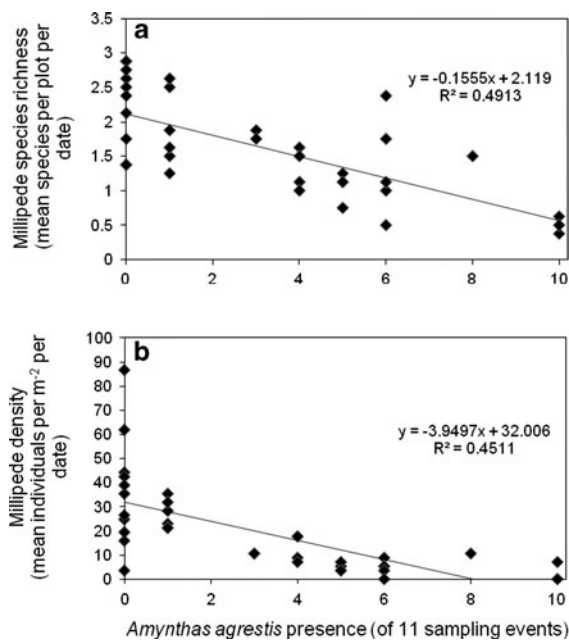 a
Millipede species richness
(mean species per plot per
date)
3
2.5
2
1.5
1
0.5
0
y = -0.1555x + 2.119
R² = 0.4913
0 2 4 6 8 10
b
Millipede density
(mean individuals per m⁻² per
date)
100
90
80
70
60
50
40
30
20
10
0
y = -3.9497x + 32.006
R² = 0.4511
0 2 4 6 8 10
Amynthas agrestis presence (of 11 sampling events)